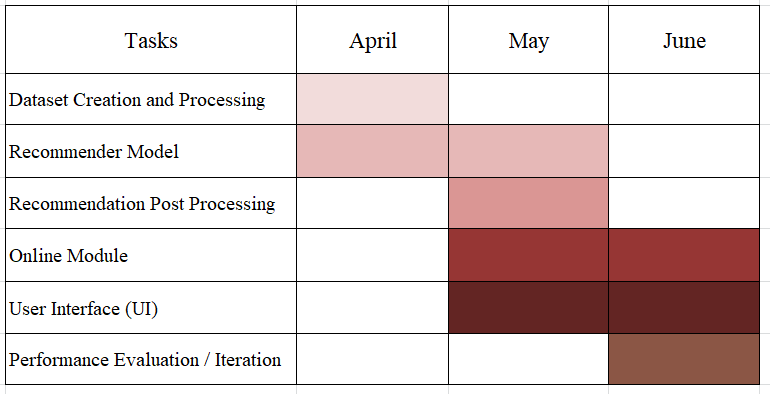 Tasks April May June
Dataset Creation and Processing
Recommender Model
Recommendation Post Processing
Online Module
User Interface (UI)
Performance Evaluation / Iteration